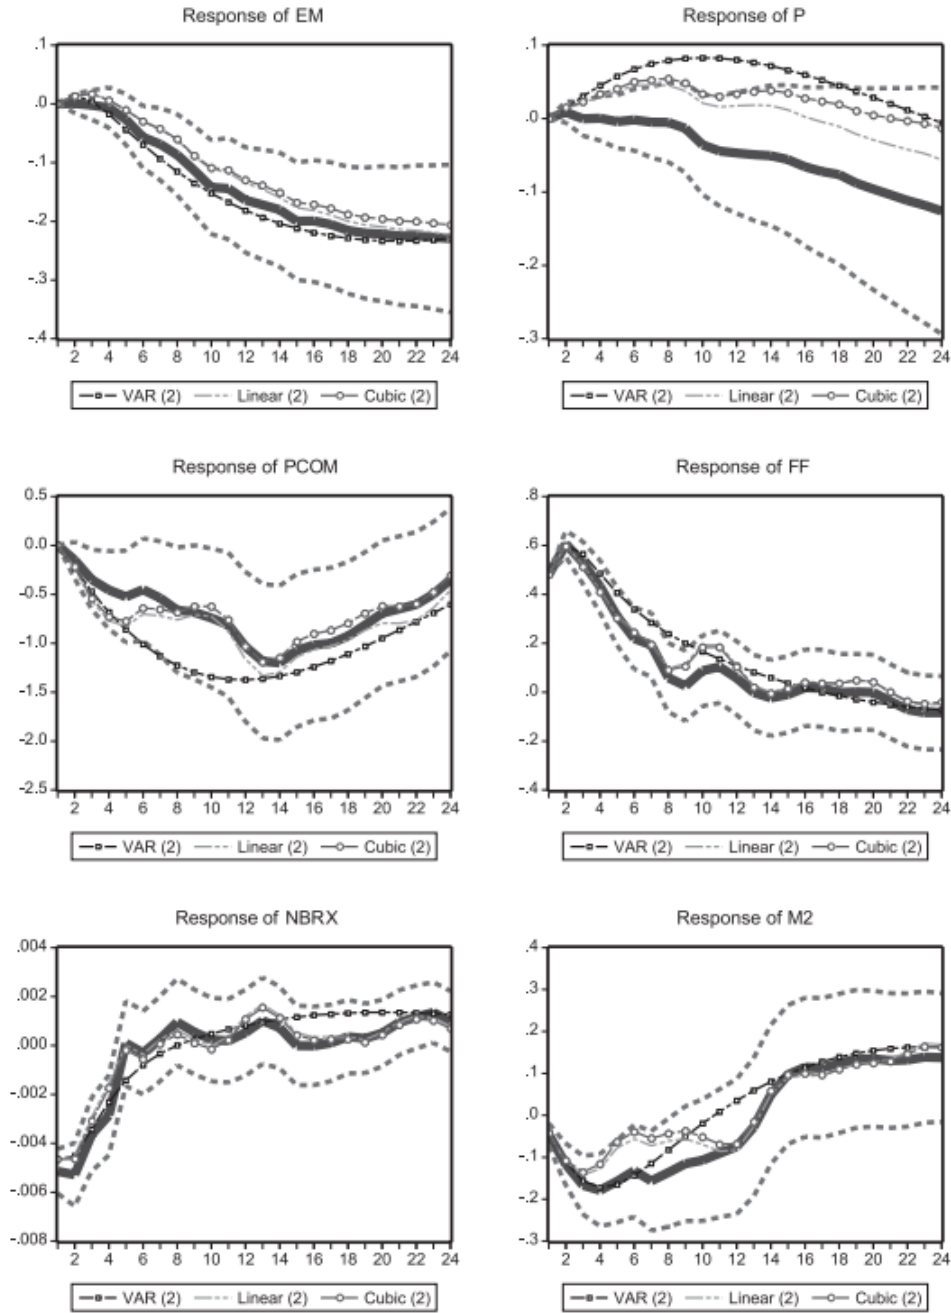 Response of EM
.1
.0
-.1
-.2
-.3
-.4
2 4 6 8 10 12 14 16 18 20 22 24
VAR (2) Linear (2) Cubic (2)
Response of P
.1
.0
-.1
-.2
-.3
2 4 6 8 10 12 14 16 18 20 22 24
VAR (2) Linear (2) Cubic (2)
Response of PCOM
0.5
0.0
-0.5
-1.0
-1.5
-2.0
-2.5
2 4 6 8 10 12 14 16 18 20 22 24
VAR (2) Linear (2) Cubic (2)
Response of FF
.8
.6
.4
.2
.0
-.2
-.4
2 4 6 8 10 12 14 16 18 20 22 24
VAR (2) Linear (2) Cubic (2)
Response of NBRX
.004
.002
.000
-.002
-.004
-.006
-.008
2 4 6 8 10 12 14 16 18 20 22 24
VAR (2) Linear (2) Cubic (2)
Response of M2
.4
.3
.2
.1
.0
-.1
-.2
-.3
2 4 6 8 10 12 14 16 18 20 22 24
VAR (2) Linear (2) Cubic (2)